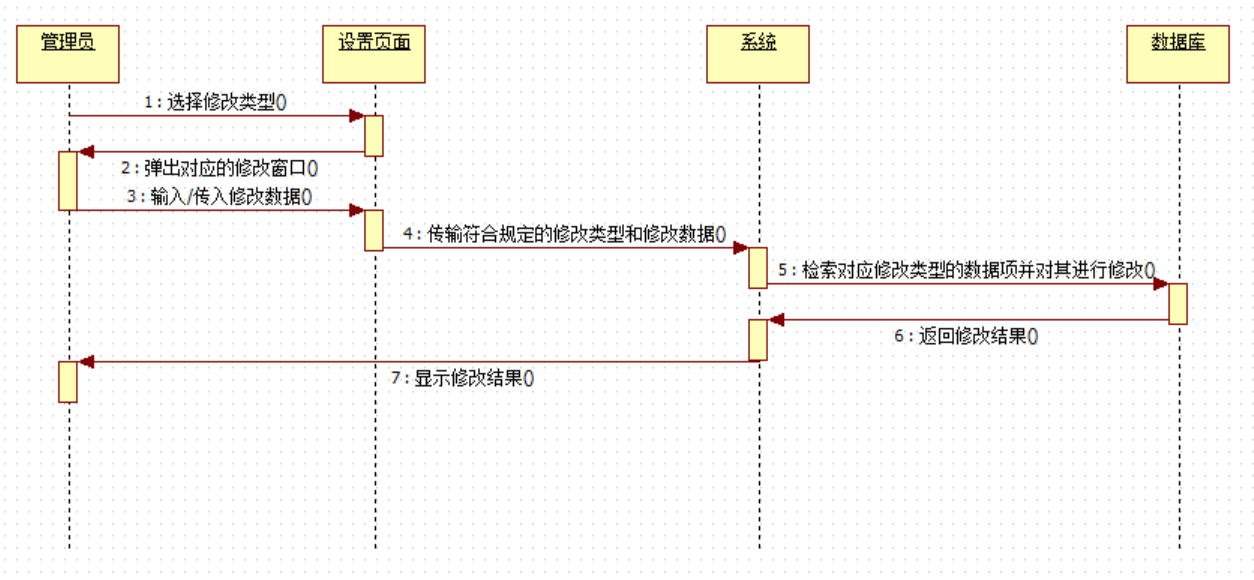 管理员
设置页面
系统
数据库
1:选择修改类型()
2:弹出对应的修改窗口()
3:输入/传入修改数据()
4:传输符合规定的修改类型和修改数据()
5:检索对应修改类型的数据项并对其进行修改()
6:返回修改结果()
7:显示修改结果()